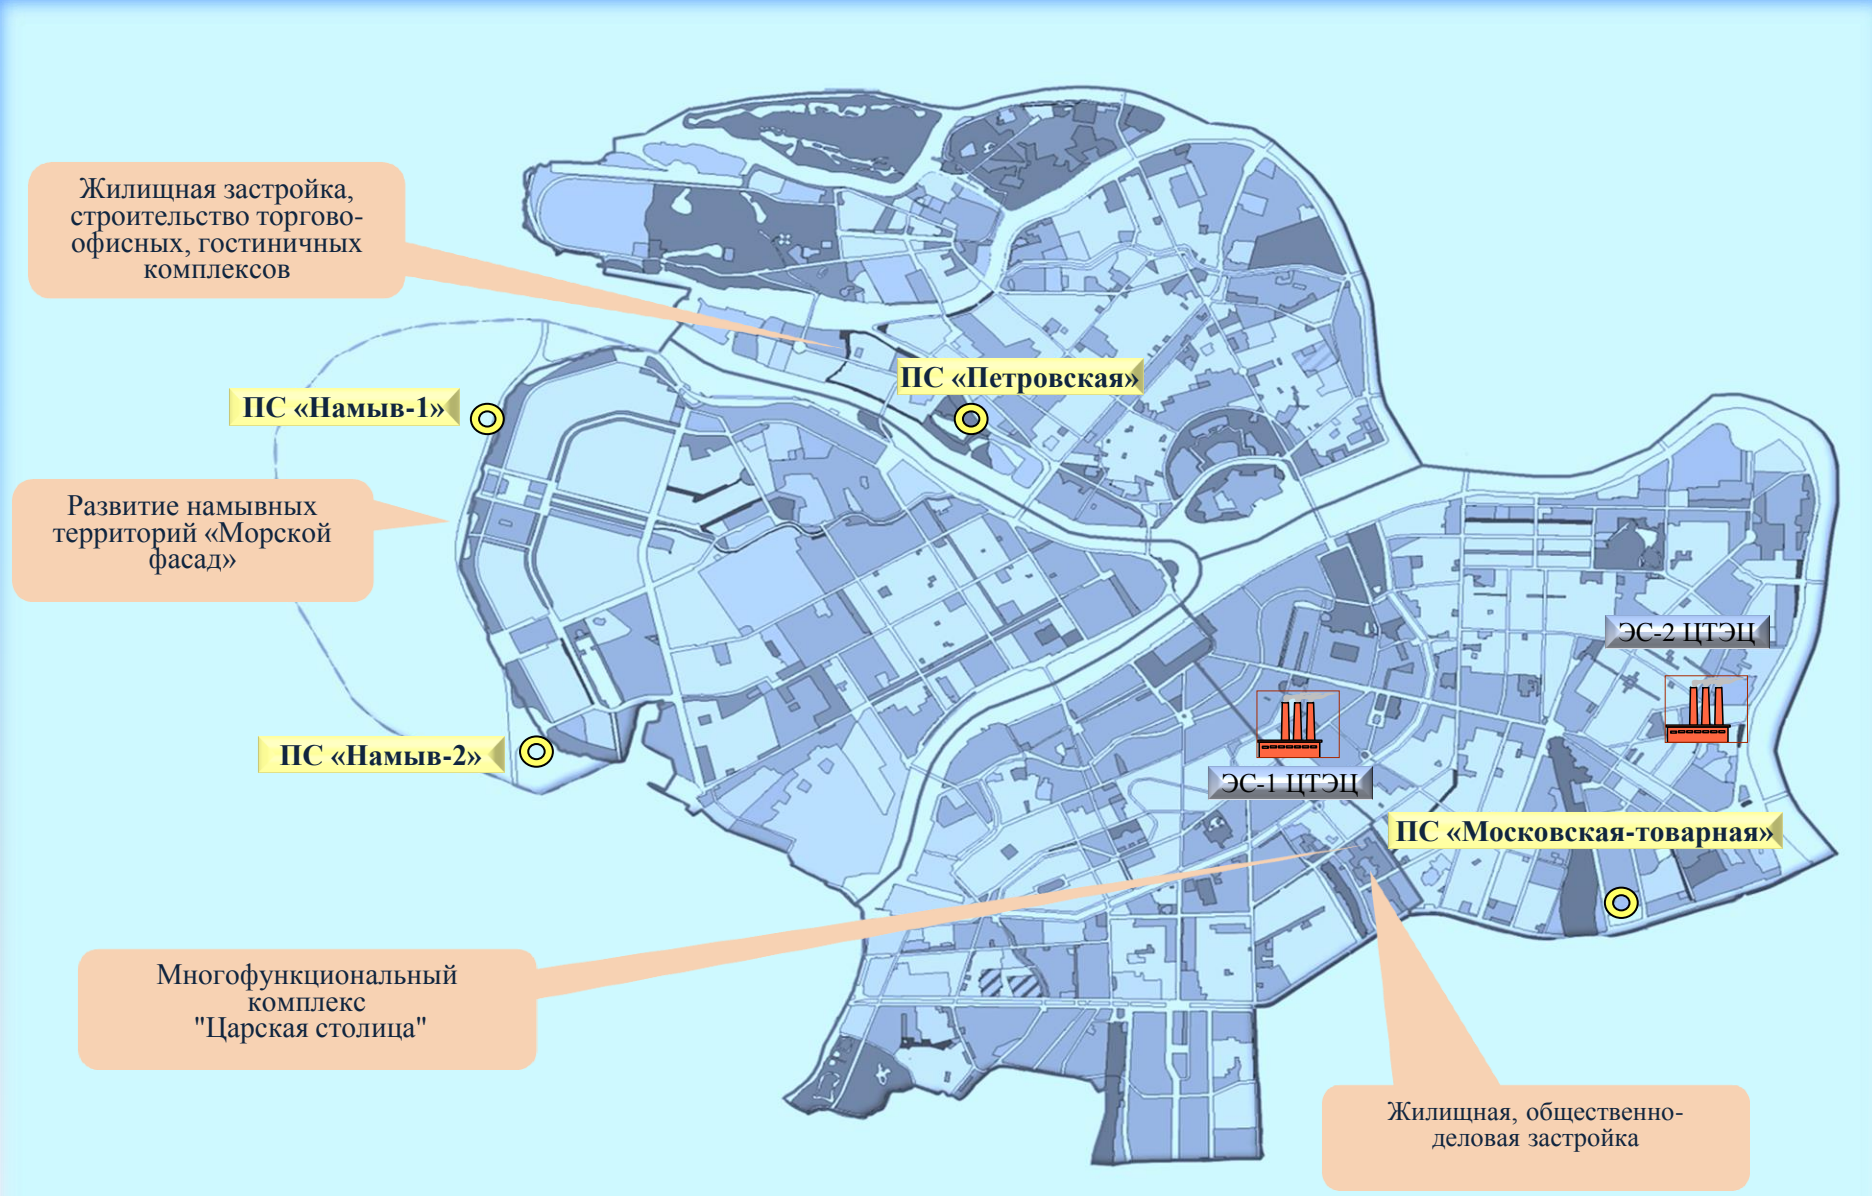 Жилищная застройка,
строительство торгово-
офисных, гостиничных
комплексов
ПС «Петровская»
ПС «Намыв-1»
Развитие намывных
территорий «Морской
фасад»
ЭС-2 ЦТЭЦ
ПС «Намыв-2»
ЭС-1 ЦТЭЦ
ПС «Московская-товарная»
Многофункциональный
комплекс
"Царская столица"
Жилищная, общественно-
деловая застройка